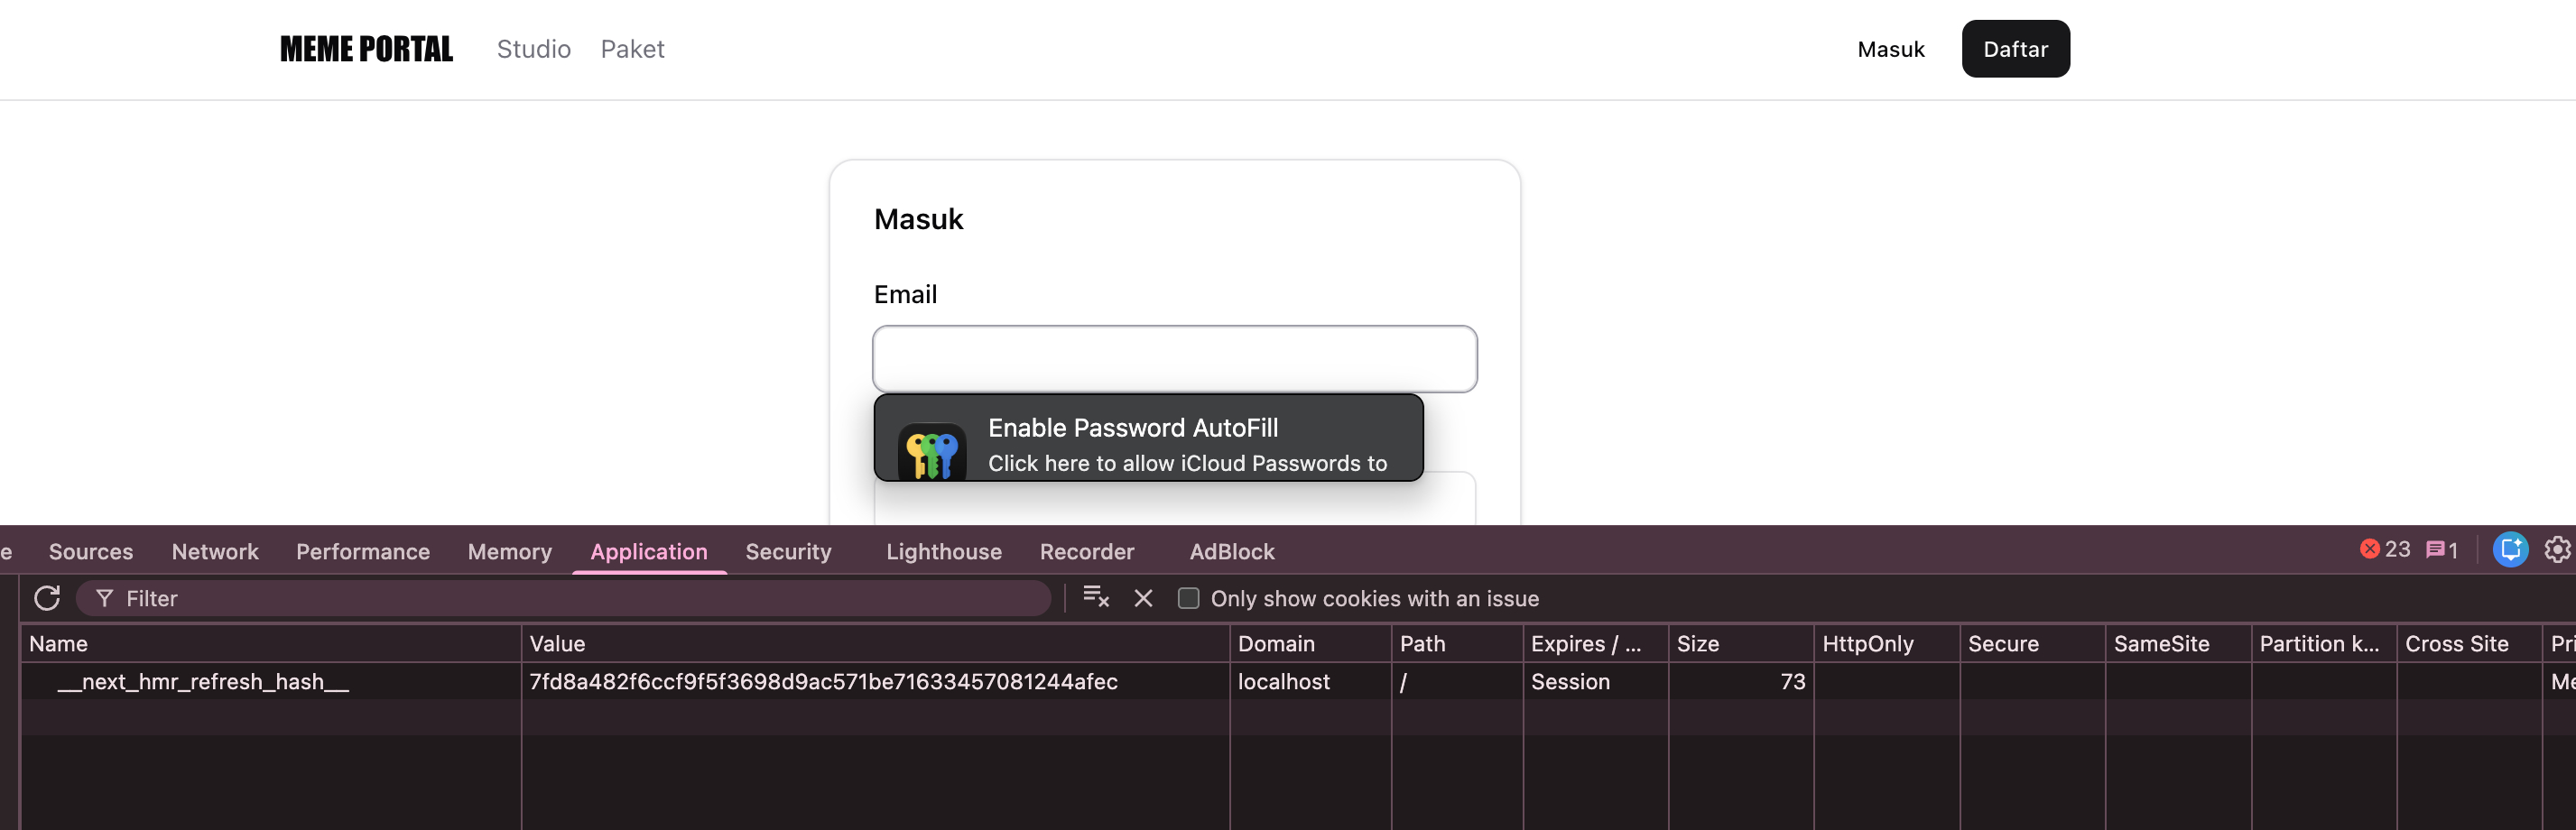 MEME PORTAL Studio Paket Masuk Daftar
Masuk
Email
Enable Password AutoFill
Click here to allow iCloud Passwords to
e Sources Network Performance Memory Application Security Lighthouse Recorder AdBlock 23 1
Filter Only show cookies with an issue
Name Value Domain Path Expires / ... Size HttpOnly Secure SameSite Partition k... Cross Site Pri
__next_hmr_refresh_hash__ 7fd8a482f6ccf9f5f3698d9ac571be71633457081244afec localhost / Session 73 Me